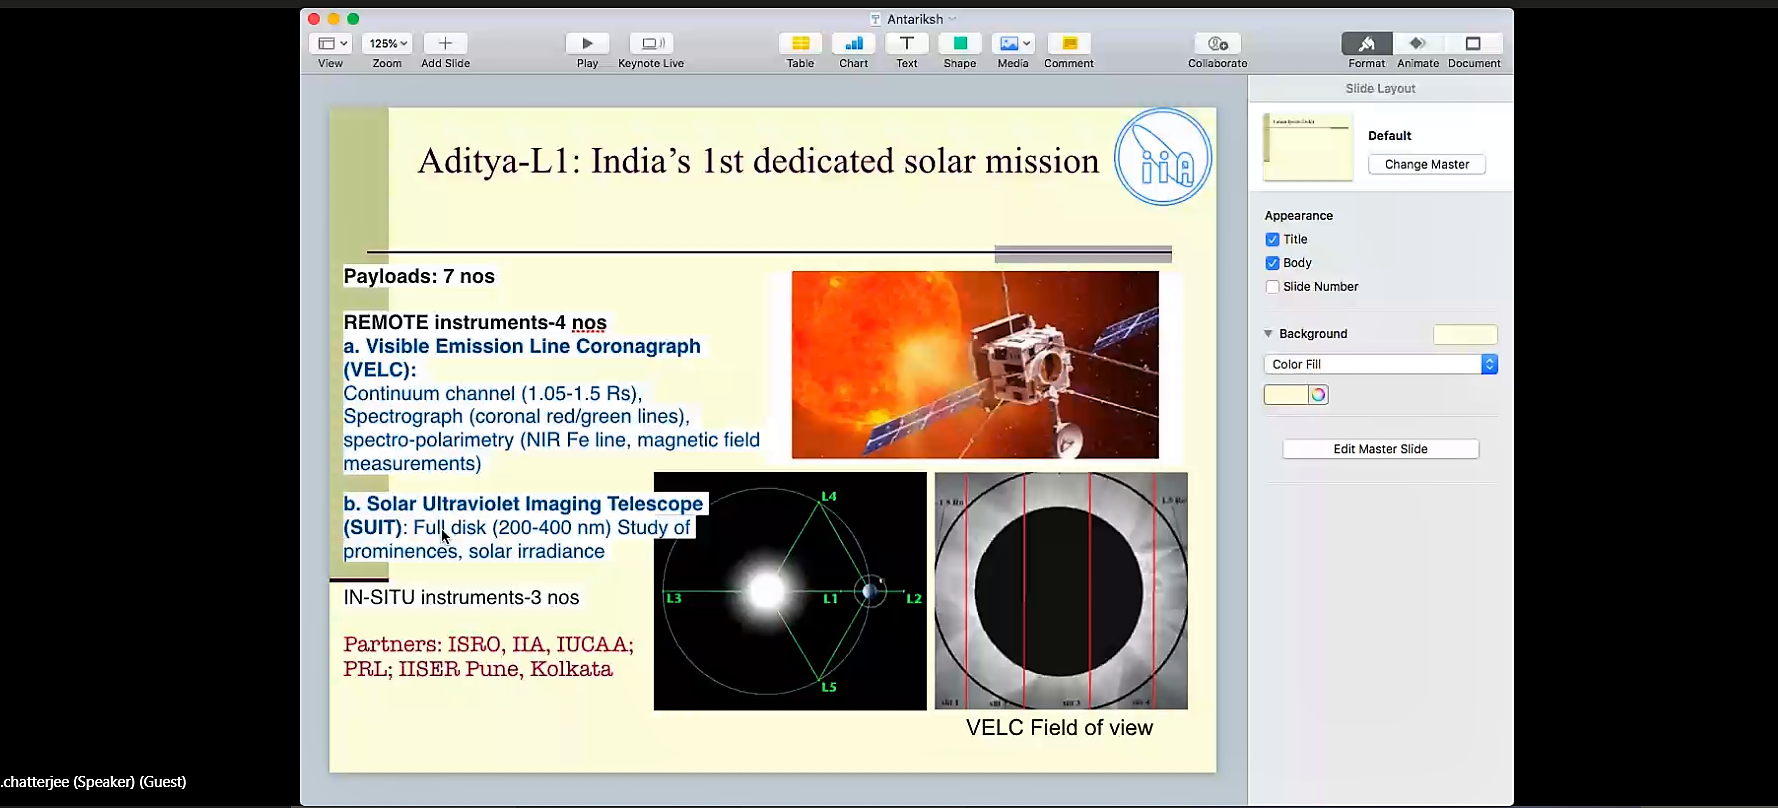 Antariksh
View
125%
Zoom
Add Slide
Play
Keynote Live
Table
Chart
Text
Shape
Media
Comment
Collaborate
Format
Animate
Document
Slide Layout
Default
Change Master
Appearance
Title
Body
Slide Number
Background
Color Fill
Edit Master Slide
Aditya-L1: India's 1st dedicated solar mission
iiA
Payloads: 7 nos
REMOTE instruments-4 nos
a. Visible Emission Line Coronagraph
(VELC):
Continuum channel (1.05-1.5 Rs),
Spectrograph (coronal red/green lines),
spectro-polarimetry (NIR Fe line, magnetic field
measurements)
b. Solar Ultraviolet Imaging Telescope
(SUIT): Full disk (200-400 nm) Study of
prominences, solar irradiance
IN-SITU instruments-3 nos
Partners: ISRO, IIA, IUCAA;
PRL; IISER Pune, Kolkata
L4
L3
L1
L2
L5
VELC Field of view
.chatterjee (Speaker) (Guest)